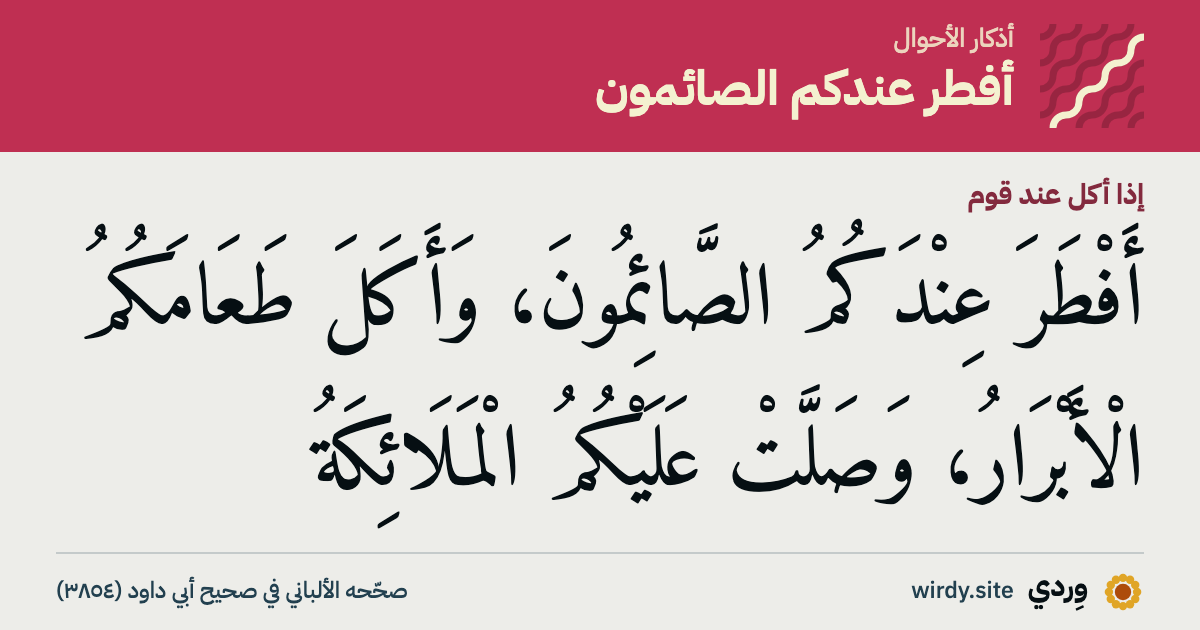 أذكار الأحوال
أفطر عندكم الصائمون
إذا أكل عند قوم
أَفْطَرَ عِنْدَكُمُ الصَّائِمُونَ، وَأَكَلَ طَعَامَكُمُ
الْأَبْرَارُ، وَصَلَّتْ عَلَيْكُمُ الْمَلَائِكَةُ
وِردي wirdy.site
صحّحه الألباني في صحيح أبي داود (٣٨٥٤)